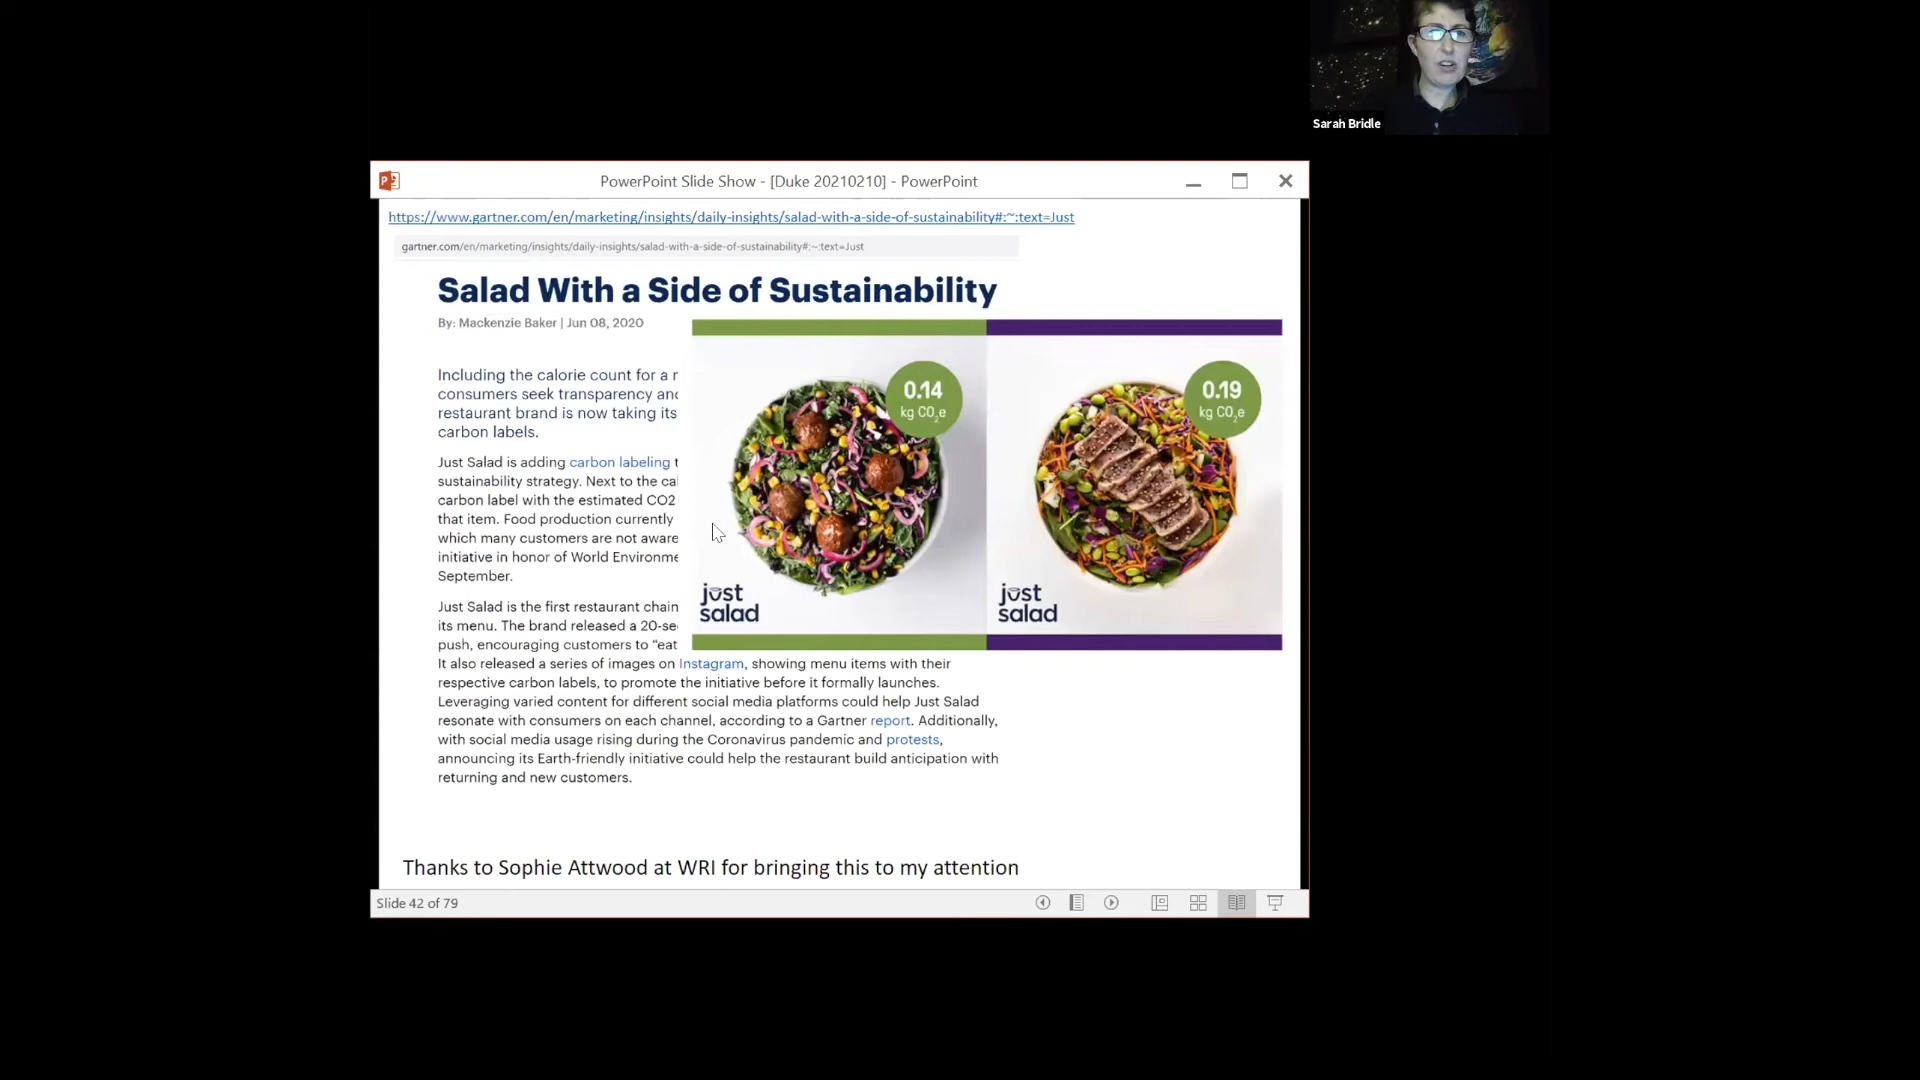 Sarah Bridle
PowerPoint Slide Show - [Duke 20210210] - PowerPoint
https://www.gartner.com/en/marketing/insights/daily-insights/salad-with-a-side-of-sustainability#:~:text=Just
gartner.com/en/marketing/insights/daily-insights/salad-with-a-side-of-sustainability#:~:text=Just
Salad With a Side of Sustainability
By: Mackenzie Baker | Jun 08, 2020
Including the calorie count for a
consumers seek transparency
restaurant brand is now taking its
carbon labels.
Just Salad is adding carbon labeling
sustainability strategy. Next to the
carbon label with the estimated CO2
that item. Food production currently
which many customers are not
initiative in honor of World
September.
Just Salad is the first restaurant chain
its menu. The brand released a
push, encouraging customers to “eat
It also released a series of images on Instagram, showing menu items with their
respective carbon labels, to promote the initiative before it formally launches.
Leveraging varied content for different social media platforms could help Just Salad
resonate with consumers on each channel, according to a Gartner report. Additionally,
with social media usage rising during the Coronavirus pandemic and protests,
announcing its Earth-friendly initiative could help the restaurant build anticipation with
returning and new customers.
0.14
kg CO2e
just
salad
0.19
kg CO2e
just
salad
Thanks to Sophie Attwood at WRI for bringing this to my attention
Slide 42 of 79